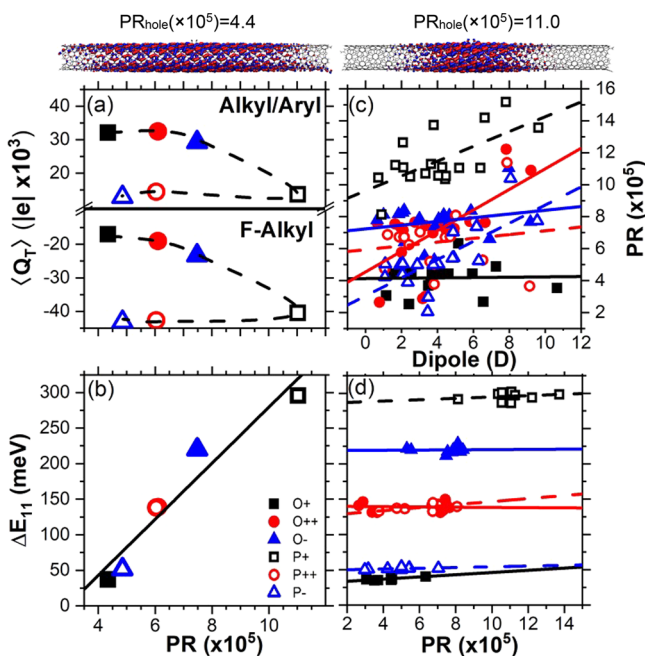 PRhole(×10⁵)=4.4 PRhole(×10⁵)=11.0
(a) Alkyl/Aryl
40
30
20
10
⟨QT⟩ (|e| ×10³)
F-Alkyl
-20
-40
(c)
16
14
12
10
8
6
4
2
PR (x10⁵)
0 2 4 6 8 10 12
Dipole (D)
(b)
300
250
200
150
100
50
0
ΔE11 (meV)
O+
O++
O-
P+
P++
P-
4 6 8 10
PR (x10⁵)
(d)
2 4 6 8 10 12 14
PR (x10⁵)